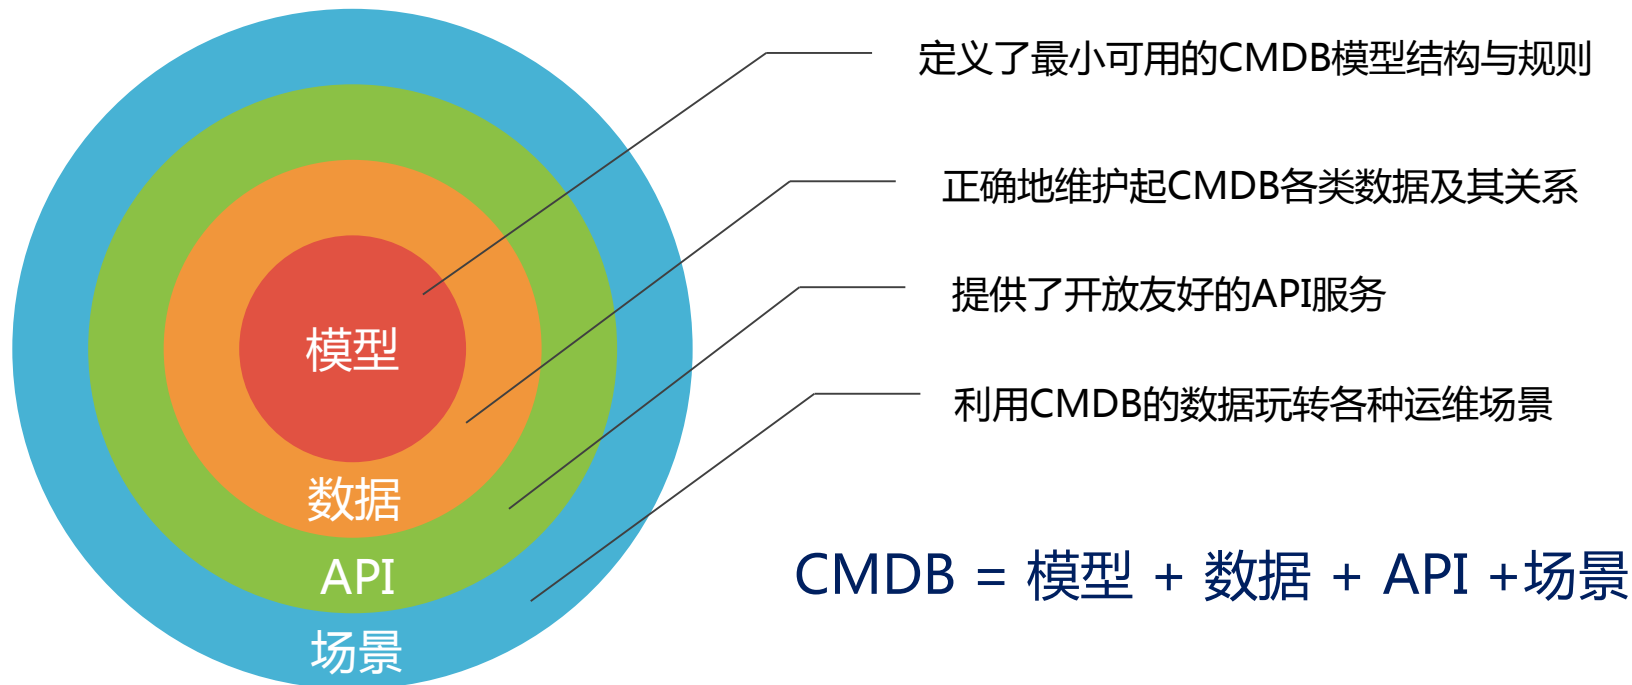 定义了最小可用的CMDB模型结构与规则
正确地维护起CMDB各类数据及其关系
提供了开放友好的API服务
模型
利用CMDB的数据玩转各种运维场景
数据
API
CMDB = 模型 + 数据 + API +场景
场景